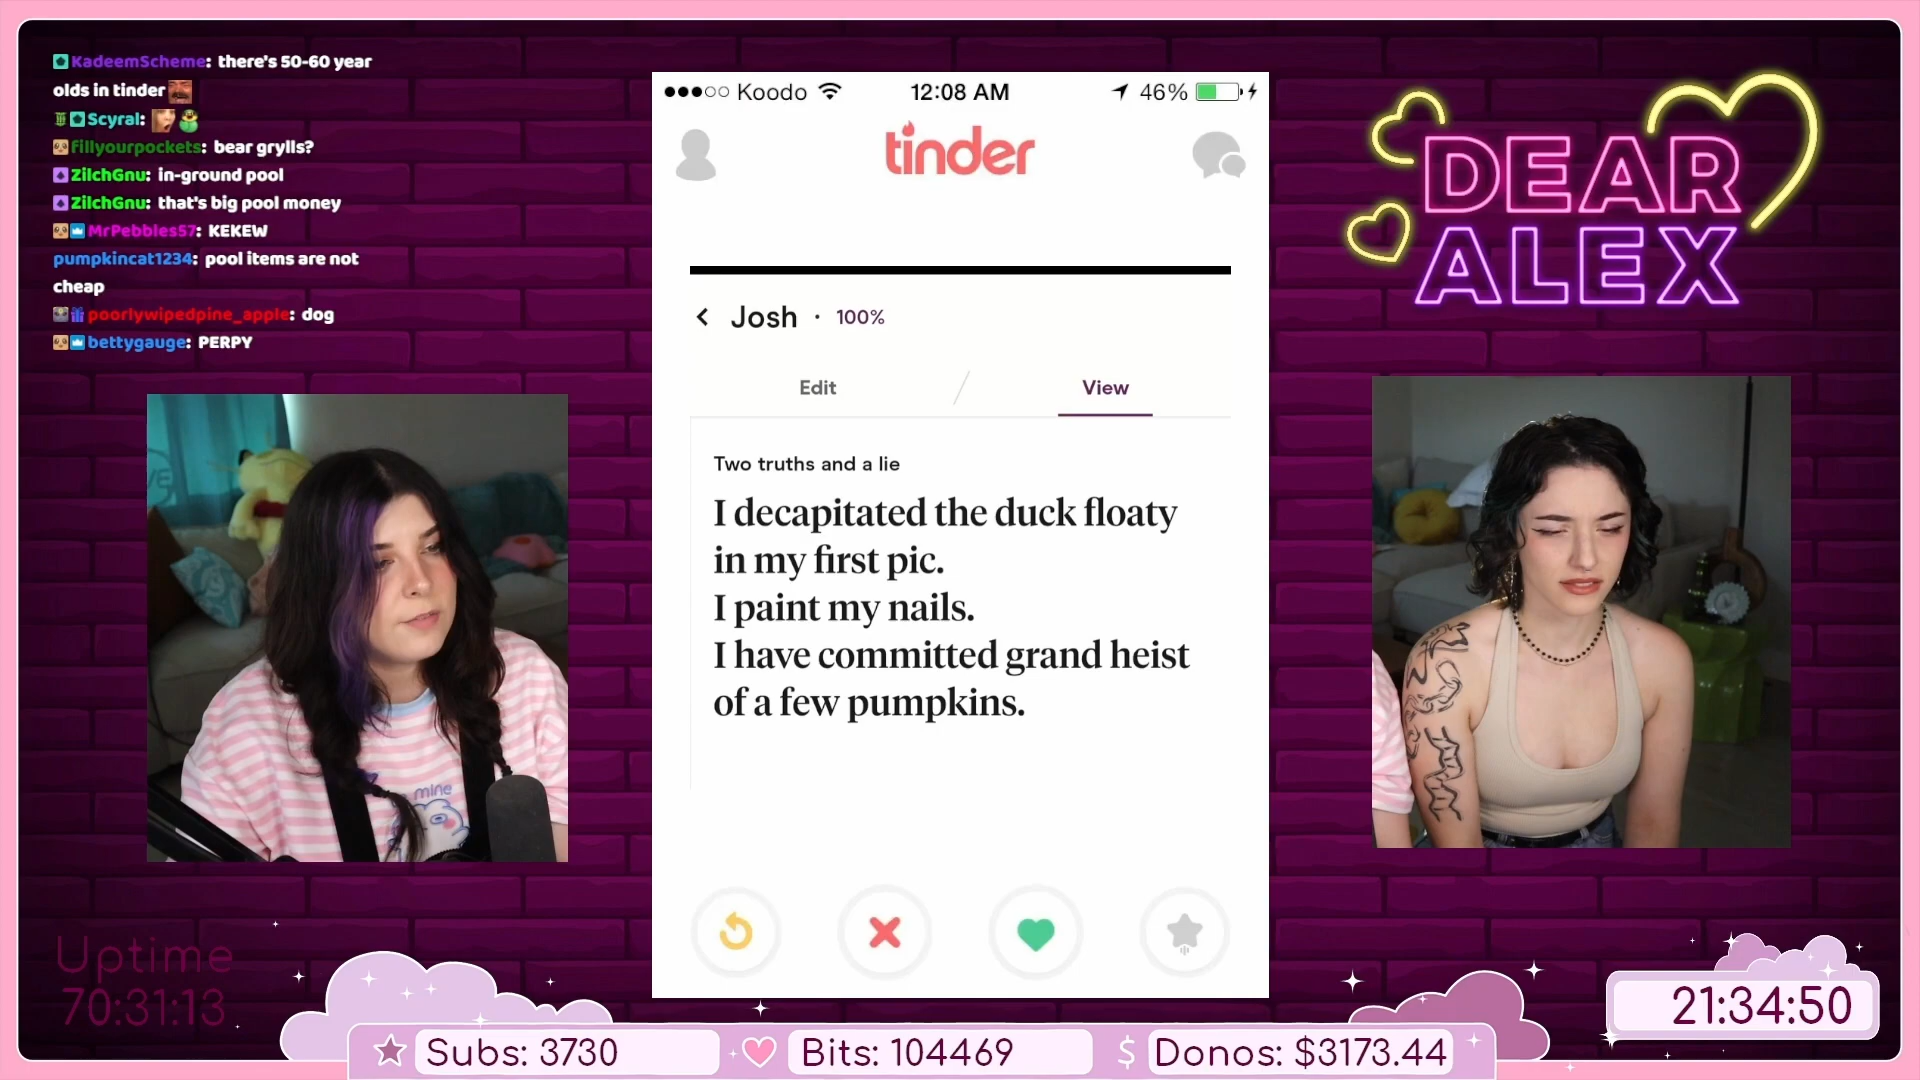 KadeemScheme: there's 50-60 year
olds in tinder
Scyral:
fillyourpockets: bear grylls?
ZilchGnu: in-ground pool
ZilchGnu: that's big pool money
MrPebbles57: KEKEW
pumpkincat1234: pool items are not
cheap
poorlywipedpine_apple: dog
bettygauge: PERPY
Koodo 12:08 AM 46%
tinder
Josh · 100%
Edit / View
Two truths and a lie
I decapitated the duck floaty
in my first pic.
I paint my nails.
I have committed grand heist
of a few pumpkins.
DEAR
ALEX
mine
Uptime
70:31:13
21:34:50
Subs: 3730
Bits: 104469
$ Donos: $3173.44